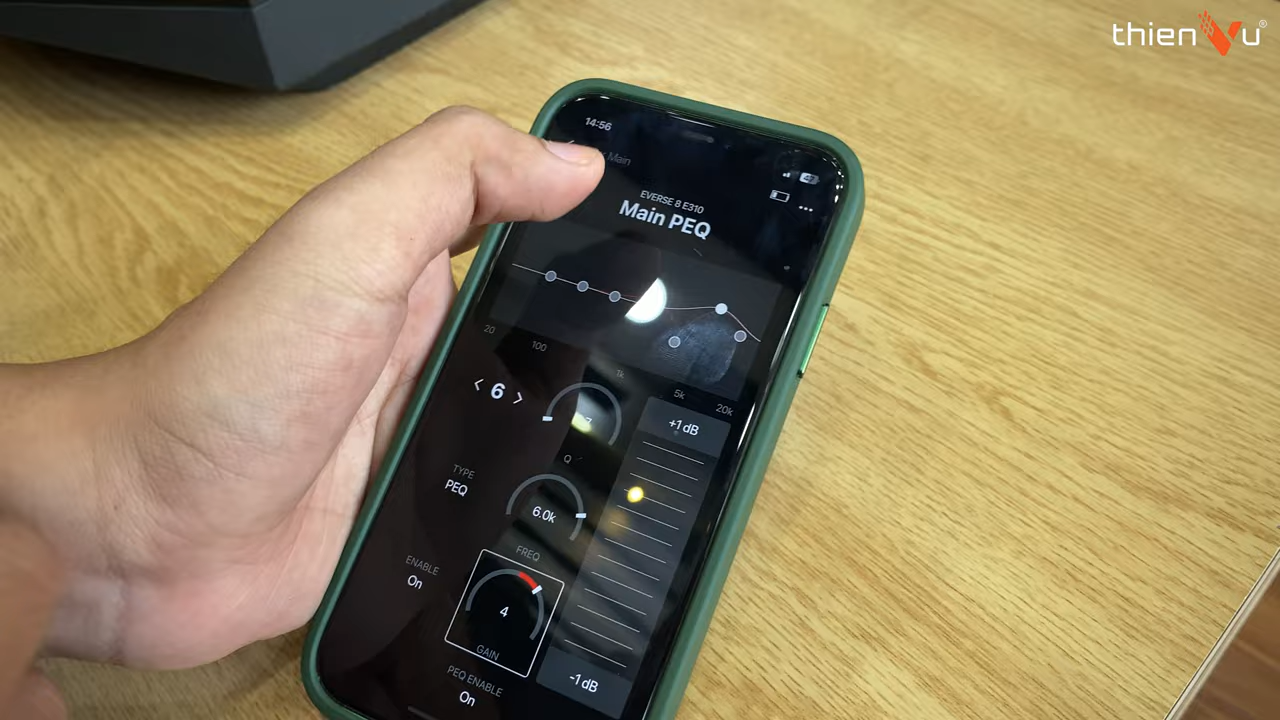 thienVu®
14:56
Main
EVERSE 8 E310
Main PEQ
20
100
1k
5k
20k
< 6 >
+1 dB
Q
TYPE
PEQ
6.0k
FREQ
ENABLE
On
4
GAIN
-1 dB
PEQ ENABLE
On